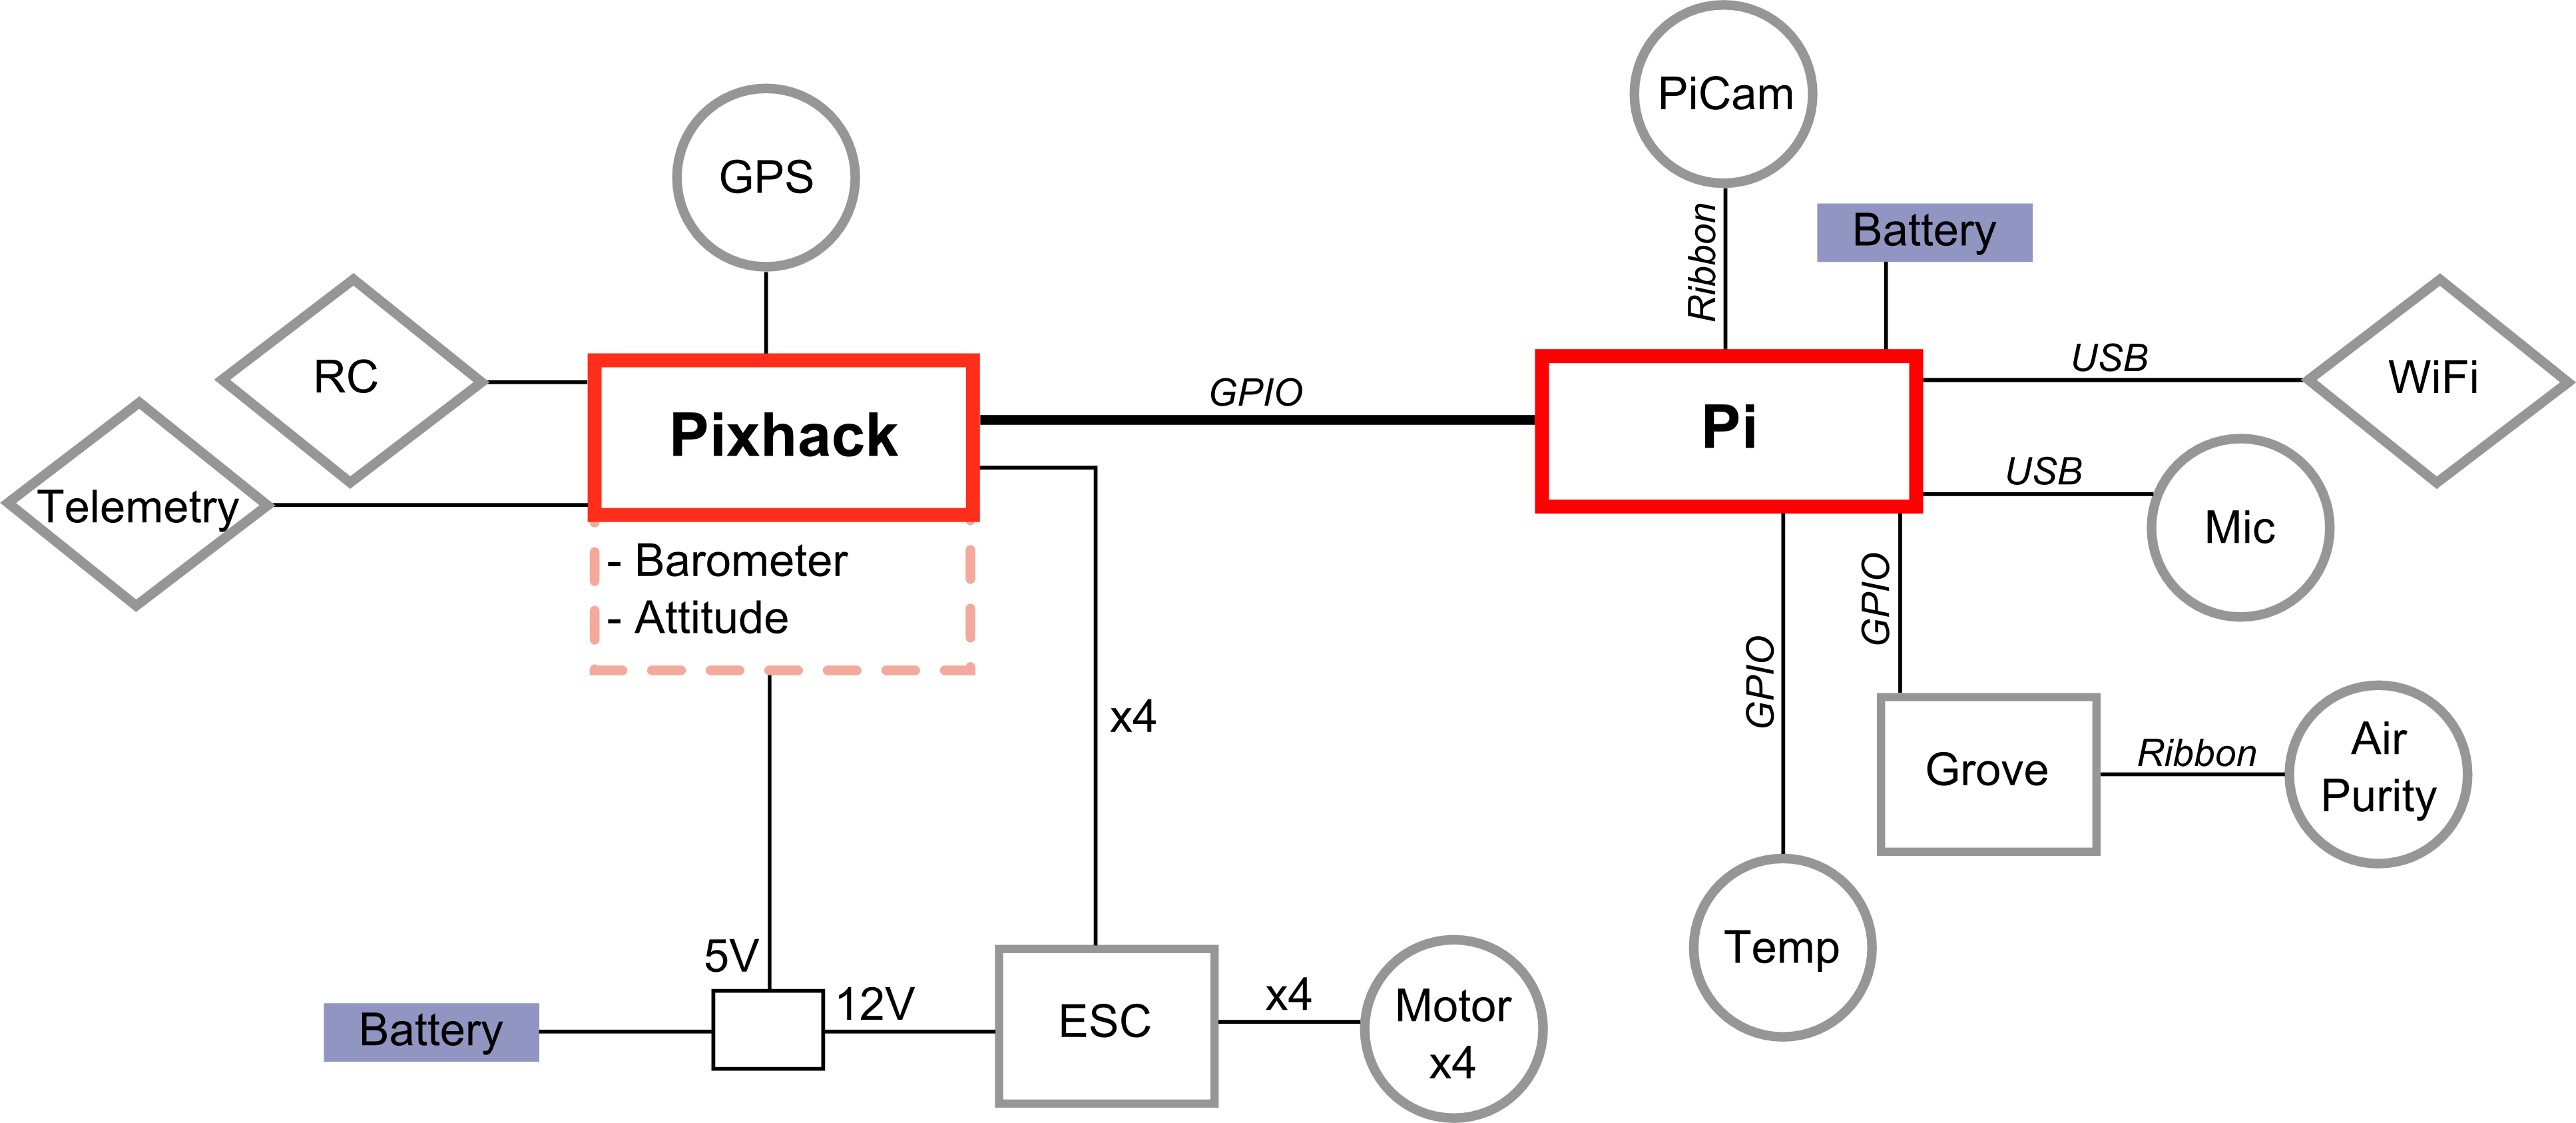 PiCam
GPS
Ribbon
Battery
RC
GPIO
USB
WiFi
Pixhack
Pi
Telemetry
USB
Mic
- Barometer
- Attitude
GPIO
GPIO
x4
Grove
Ribbon
Air
Purity
Temp
5V
12V
Battery
ESC
x4
Motor
x4